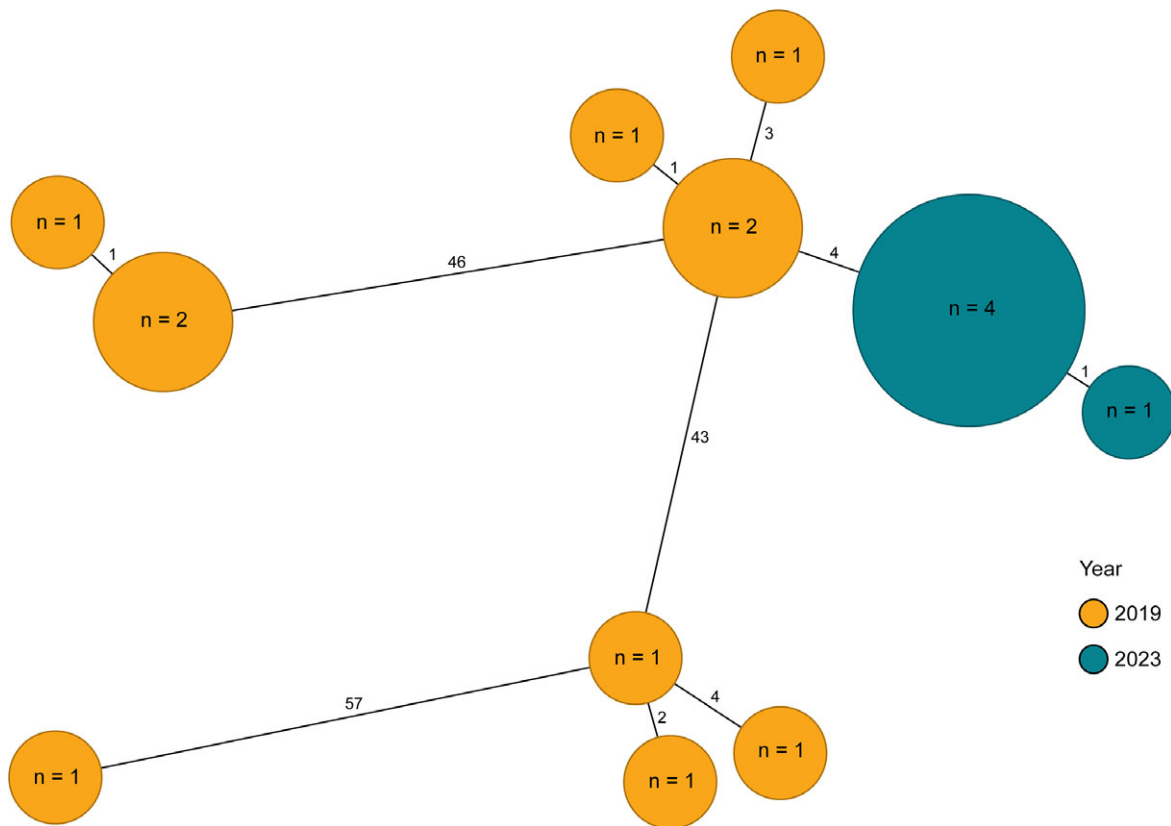 n = 1
n = 1
3
1
n = 1
n = 2
1
46
4
n = 2
n = 4
1
n = 1
43
Year
2019
2023
n = 1
57
4
2
n = 1
n = 1
n = 1